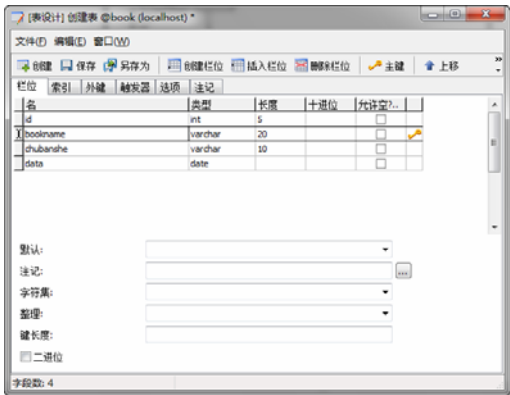 [表设计] 创建表 @book (localhost) *
文件(F) 编辑(E) 窗口(W)
创建 保存 另存为 创建栏位 插入栏位 删除栏位 主键 上移 »
栏位 索引 外键 触发器 选项 注记
名 类型 长度 十进位 允许空?..
id int 5
bookname varchar 20
chubanshe varchar 10
data date
默认:
注记: ...
字符集:
整理:
键长度:
二进位
字段数: 4